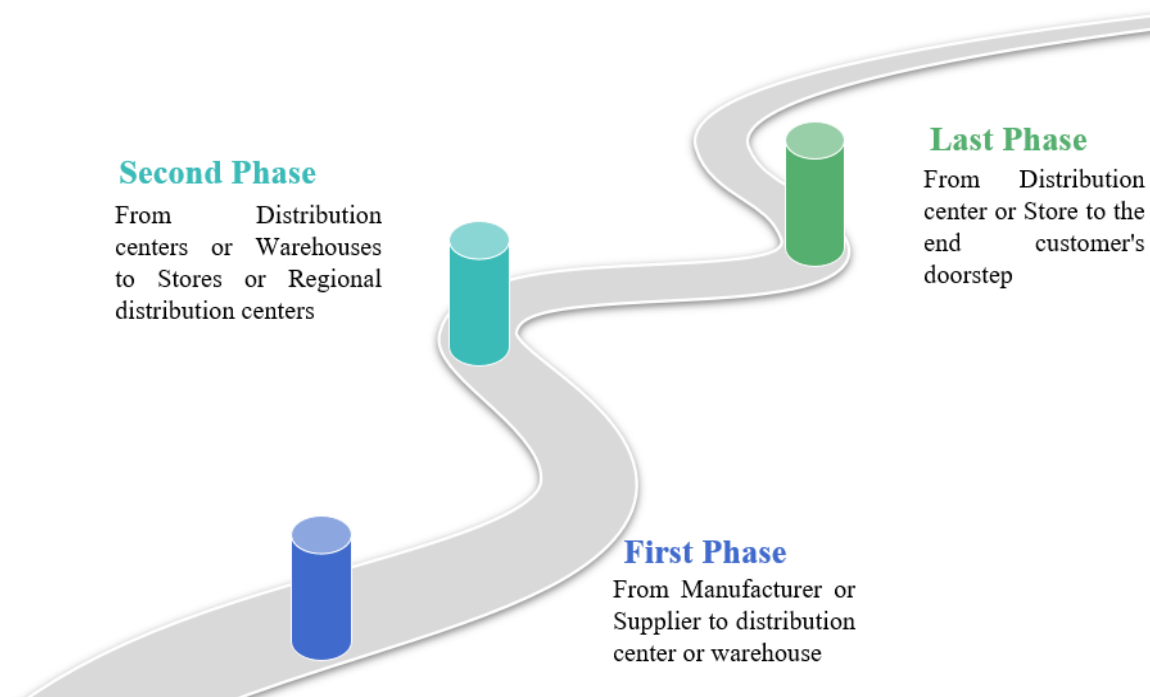 Second Phase
From Distribution
centers or Warehouses
to Stores or Regional
distribution centers
Last Phase
From Distribution
center or Store to the
end customer's
doorstep
First Phase
From Manufacturer or
Supplier to distribution
center or warehouse